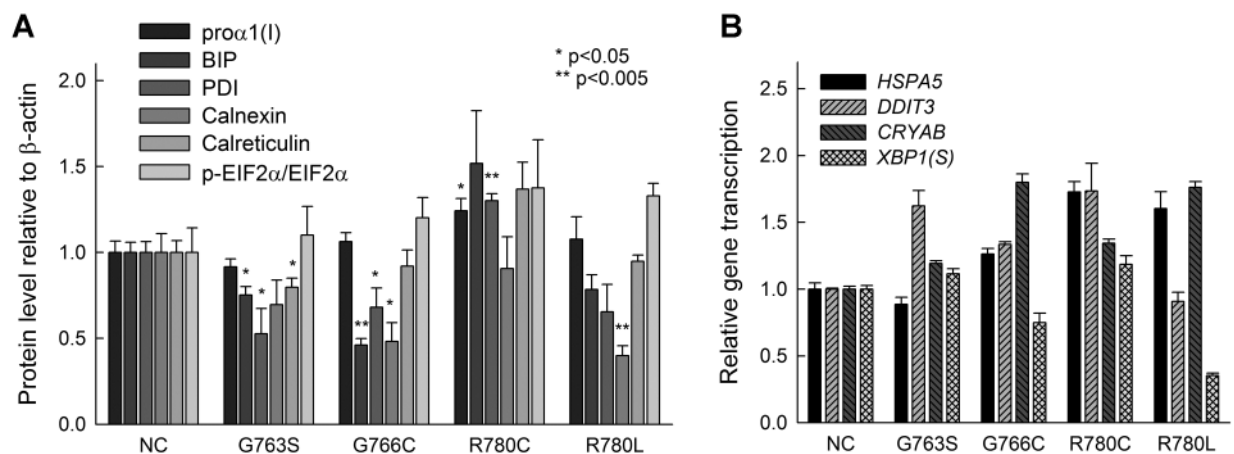 A
proα1(I)
BIP
PDI
Calnexin
Calreticulin
p-EIF2α/EIF2α
* p<0.05
** p<0.005
Protein level relative to β-actin
2.0
1.5
1.0
0.5
0.0
* * *
** * *
* **
**
NC G763S G766C R780C R780L
B
HSPA5
DDIT3
CRYAB
XBP1(S)
Relative gene transcription
2.5
2.0
1.5
1.0
0.5
0.0
NC G763S G766C R780C R780L